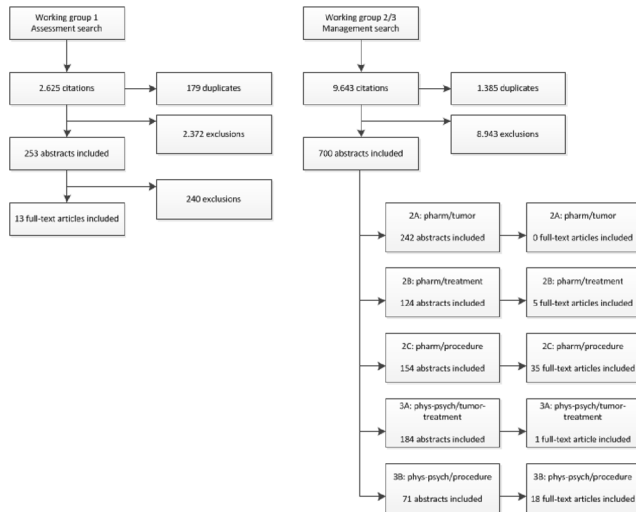 Working group 1
Assessment search
2.625 citations
179 duplicates
2.372 exclusions
253 abstracts included
240 exclusions
13 full-text articles included
Working group 2/3
Management search
9.643 citations
1.385 duplicates
8.943 exclusions
700 abstracts included
2A: pharm/tumor
242 abstracts included
2A: pharm/tumor
0 full-text articles included
2B: pharm/treatment
124 abstracts included
2B: pharm/treatment
5 full-text articles included
2C: pharm/procedure
154 abstracts included
2C: pharm/procedure
35 full-text articles included
3A: phys-psych/tumor-
treatment
184 abstracts included
3A: phys-psych/tumor-
treatment
1 full-text article included
3B: phys-psych/procedure
71 abstracts included
3B: phys-psych/procedure
18 full-text articles included